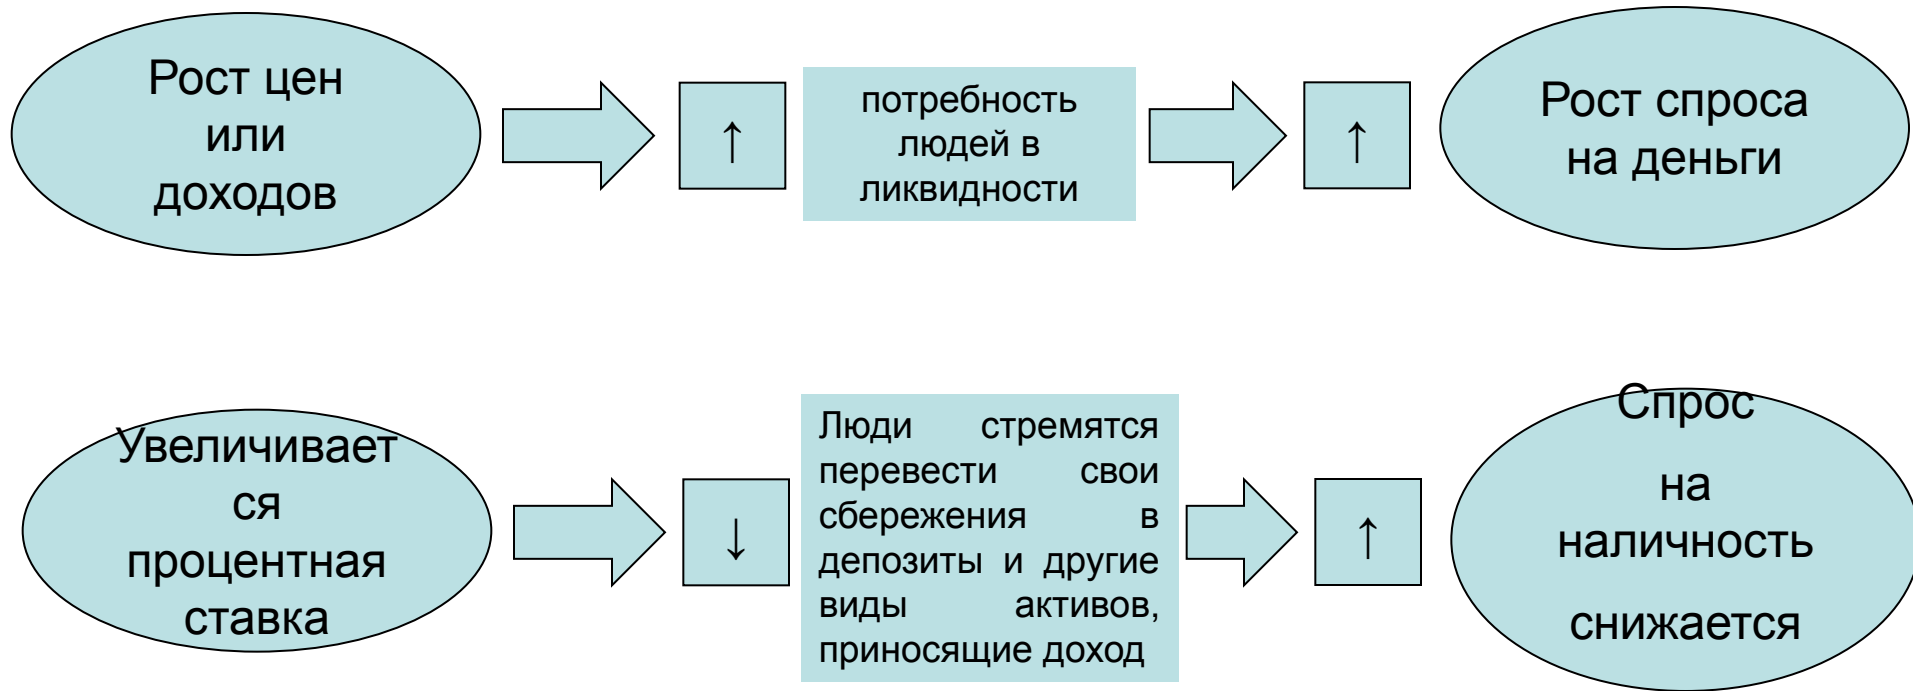 Рост цен
или
доходов
↑
потребность
людей в
ликвидности
↑
Рост спроса
на деньги
Увеличивает
ся
процентная
ставка
↓
Люди стремятся
перевести свои
сбережения в
депозиты и другие
виды активов,
приносящие доход
↑
Спрос
на
наличность
снижается